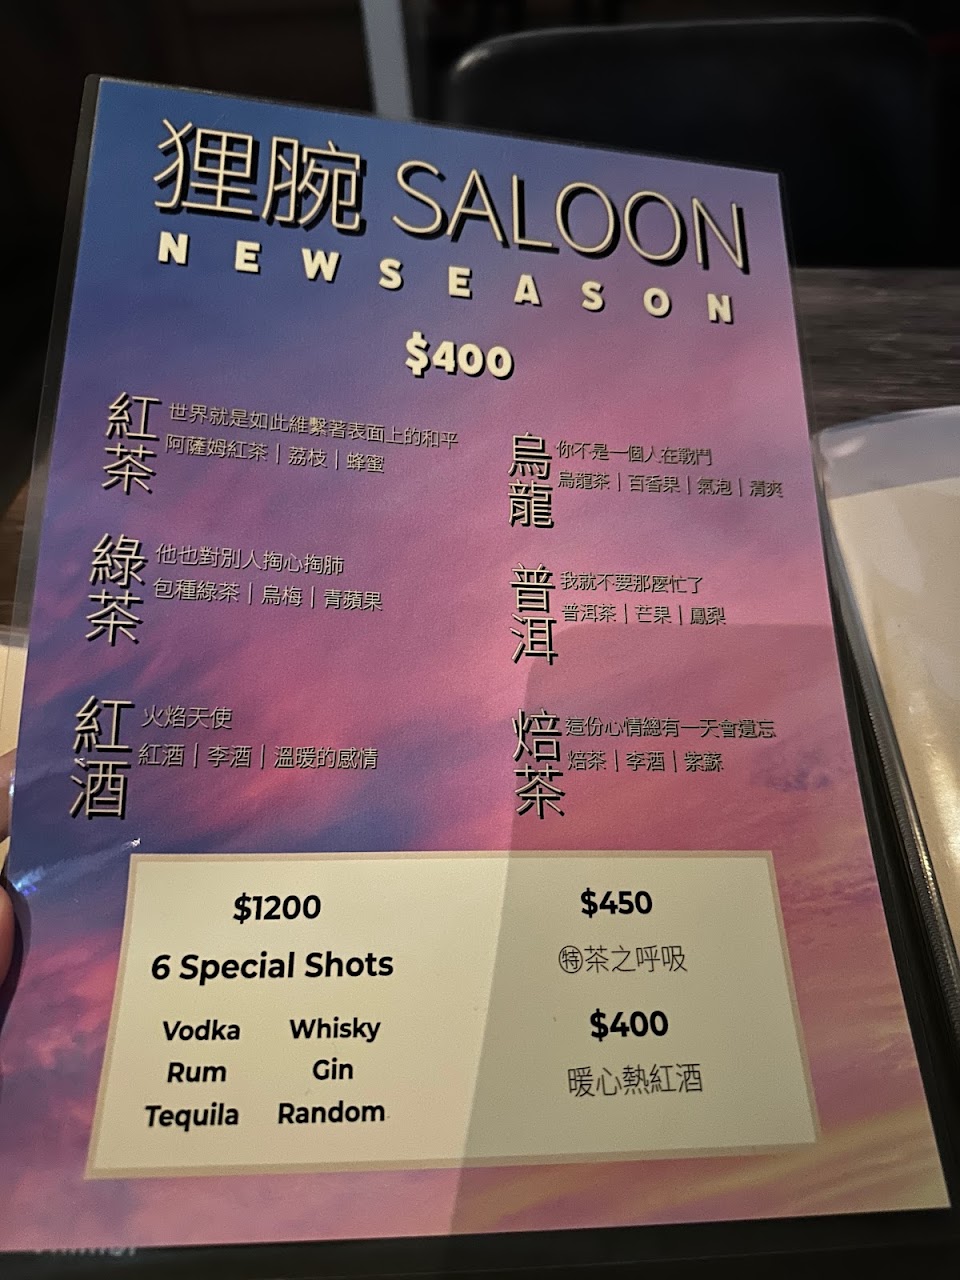 狸腕 SALOON
NEW SEASON
$400
紅茶
世界就是如此維繫著表面上的和平
阿薩姆紅茶｜荔枝｜蜂蜜
綠茶
他也對別人掏心掏肺
包種綠茶｜烏梅｜青蘋果
紅酒
火焰天使
紅酒｜李酒｜溫暖的感情
烏龍
你不是一個人在戰鬥
烏龍茶｜百香果｜氣泡｜清爽
普洱
我就不要那麼忙了
普洱茶｜芒果｜鳳梨
焙茶
這份心情總有一天會遺忘
焙茶｜李酒｜紫蘇
$1200
6 Special Shots
Vodka Whisky
Rum Gin
Tequila Random
$450
㊕茶之呼吸
$400
暖心熱紅酒